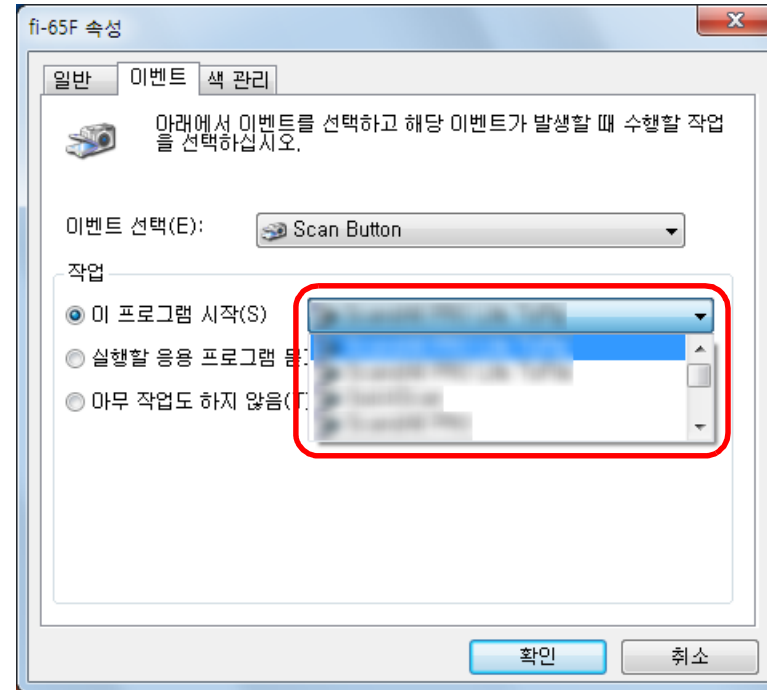 fi-65F 속성
일반 이벤트 색 관리
아래에서 이벤트를 선택하고 해당 이벤트가 발생할 때 수행할 작업
을 선택하십시오.
이벤트 선택(E): Scan Button
작업
이 프로그램 시작(S)
실행할 응용 프로그램
아무 작업도 하지 않음(T)
확인 취소